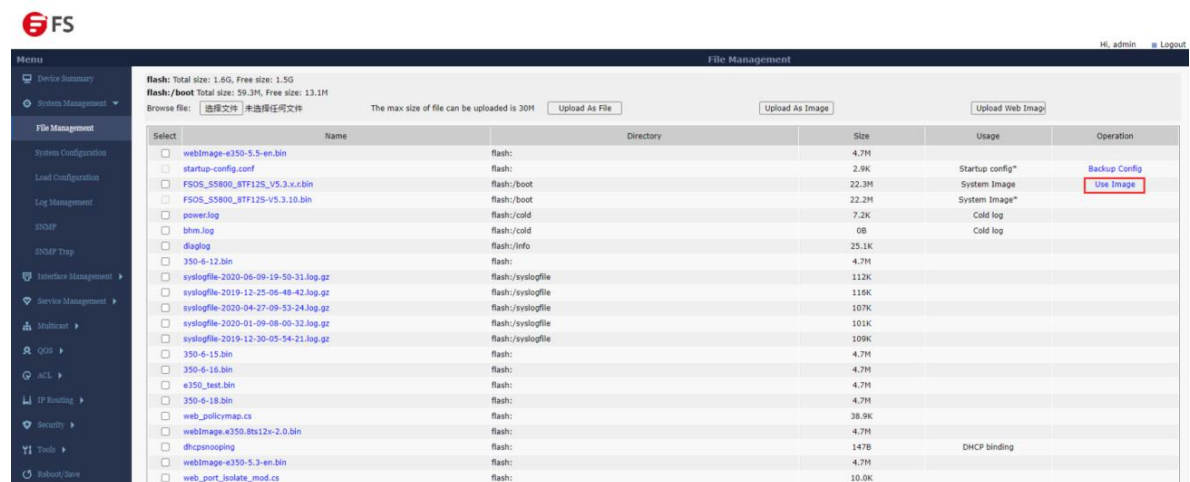 FS
Hi, admin Logout
Menu File Management
Device Summary
System Management
File Management
System Configuration
Load Configuration
Log Management
SNMP
SNMP Trap
Interface Management
Service Management
Multicast
QOS
ACL
IP Routing
Security
Tools
Reboot/Save
flash: Total size: 1.6G, Free size: 1.5G
flash:/boot Total size: 59.3M, Free size: 13.1M
Browse file: 选择文件 未选择任何文件 The max size of file can be uploaded is 30M Upload As File Upload As Image Upload Web Imag
Select Name Directory Size Usage Operation
webImage-e350-5.5-en.bin flash: 4.7M
startup-config.conf flash: 2.9K Startup config* Backup Config
FSOS_S5800_8TF12S_V5.3.x.r.bin flash:/boot 22.3M System Image Use Image
FSOS_S5800_8TF12S-V5.3.10.bin flash:/boot 22.2M System Image*
power.log flash:/cold 7.2K Cold log
bhm.log flash:/cold 0B Cold log
diaglog flash:/info 25.1K
350-6-12.bin flash: 4.7M
syslogfile-2020-06-09-19-50-31.log.gz flash:/syslogfile 112K
syslogfile-2019-12-25-06-48-42.log.gz flash:/syslogfile 116K
syslogfile-2020-04-27-09-53-24.log.gz flash:/syslogfile 107K
syslogfile-2020-01-09-08-00-32.log.gz flash:/syslogfile 101K
syslogfile-2019-12-30-05-54-21.log.gz flash:/syslogfile 109K
350-6-15.bin flash: 4.7M
350-6-16.bin flash: 4.7M
e350_test.bin flash: 4.7M
350-6-18.bin flash: 4.7M
web_policymap.cs flash: 38.9K
webImage.e350.8ts12x-2.0.bin flash: 4.7M
dhcpsnooping flash: 147B DHCP binding
webImage-e350-5.3-en.bin flash: 4.7M
web_port_isolate_mod.cs flash: 10.0K